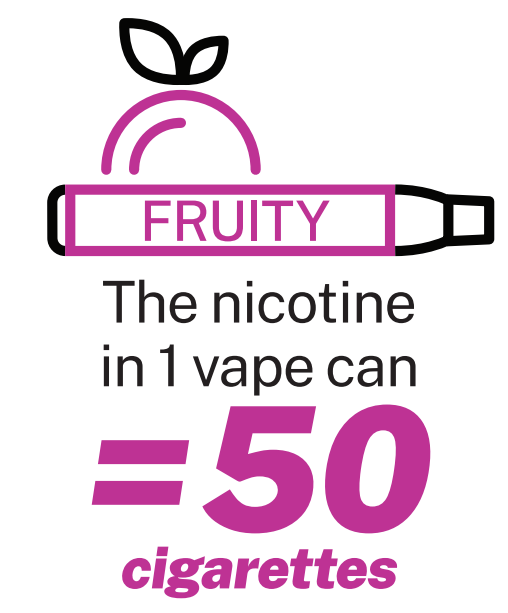 FRUITY
The nicotine
in 1 vape can
=50
cigarettes